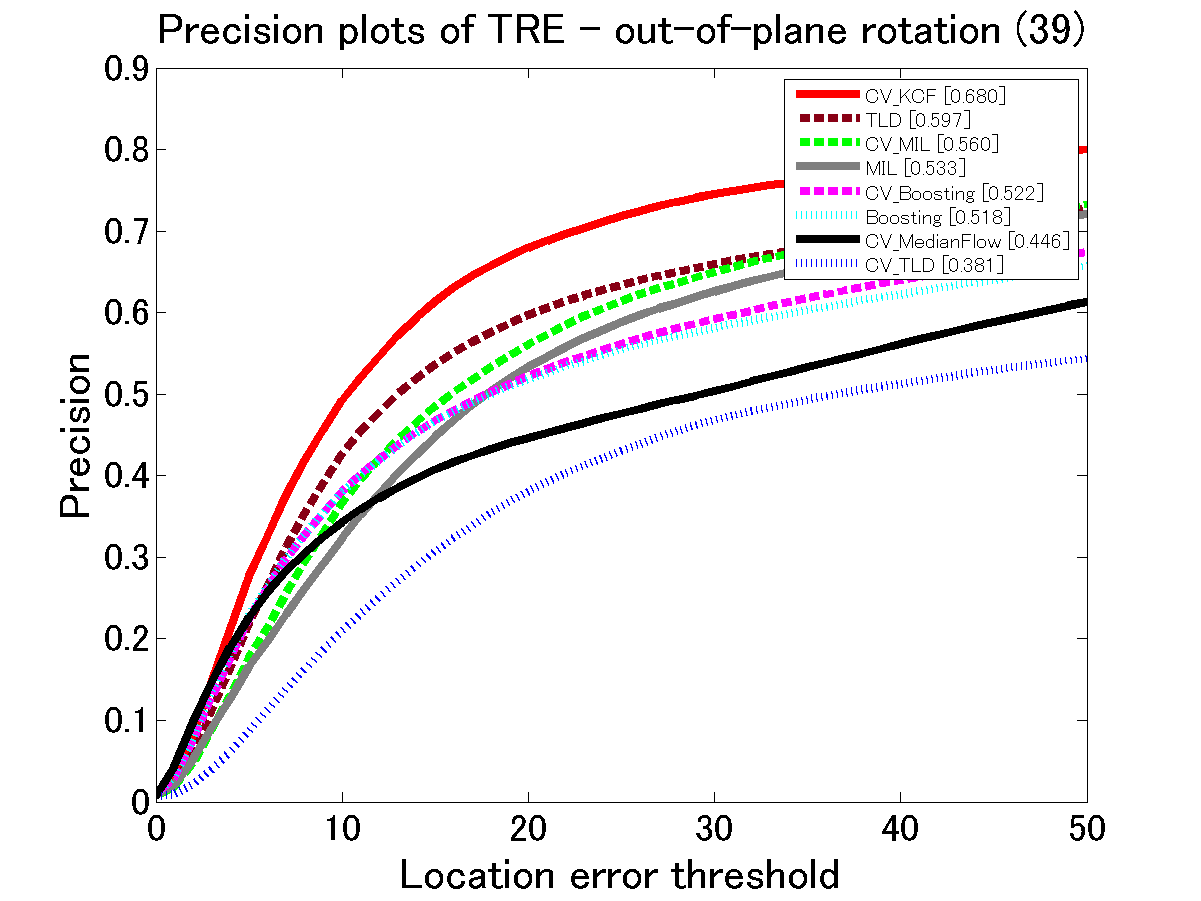 Precision plots of TRE - out-of-plane rotation (39)
0.9
0.8
0.7
0.6
0.5
0.4
0.3
0.2
0.1
0
Precision
CV_KCF [0.680]
TLD [0.597]
CV_MIL [0.560]
MIL [0.533]
CV_Boosting [0.522]
Boosting [0.518]
CV_MedianFlow [0.446]
CV_TLD [0.381]
0 10 20 30 40 50
Location error threshold